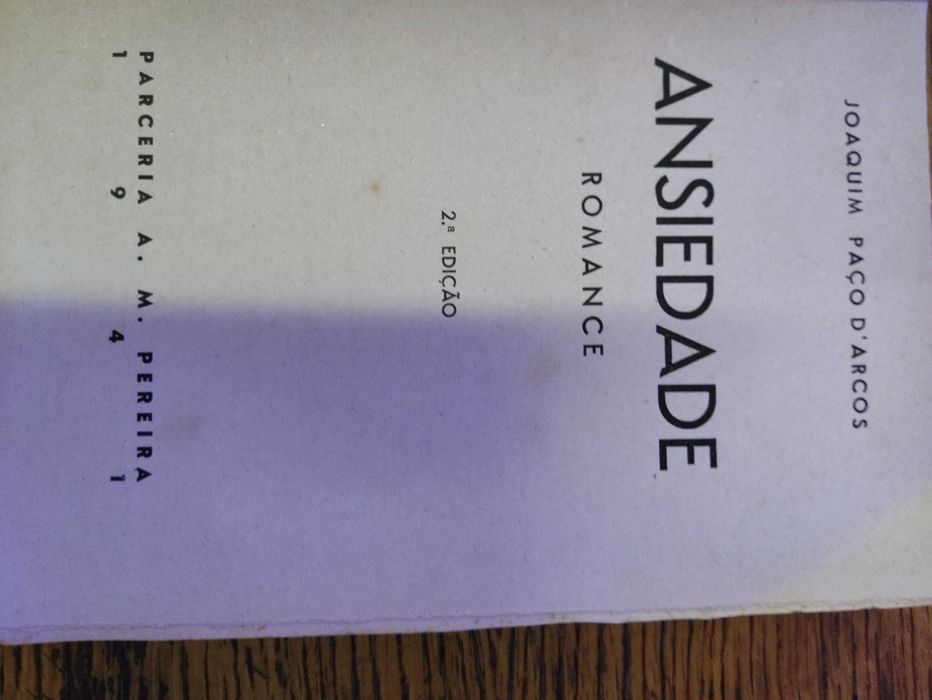 JOAQUIM PAÇO D'ARCOS
ANSIEDADE
ROMANCE
2.ª EDIÇÃO
PARCERIA A. M. PEREIRA
1 9 4 1